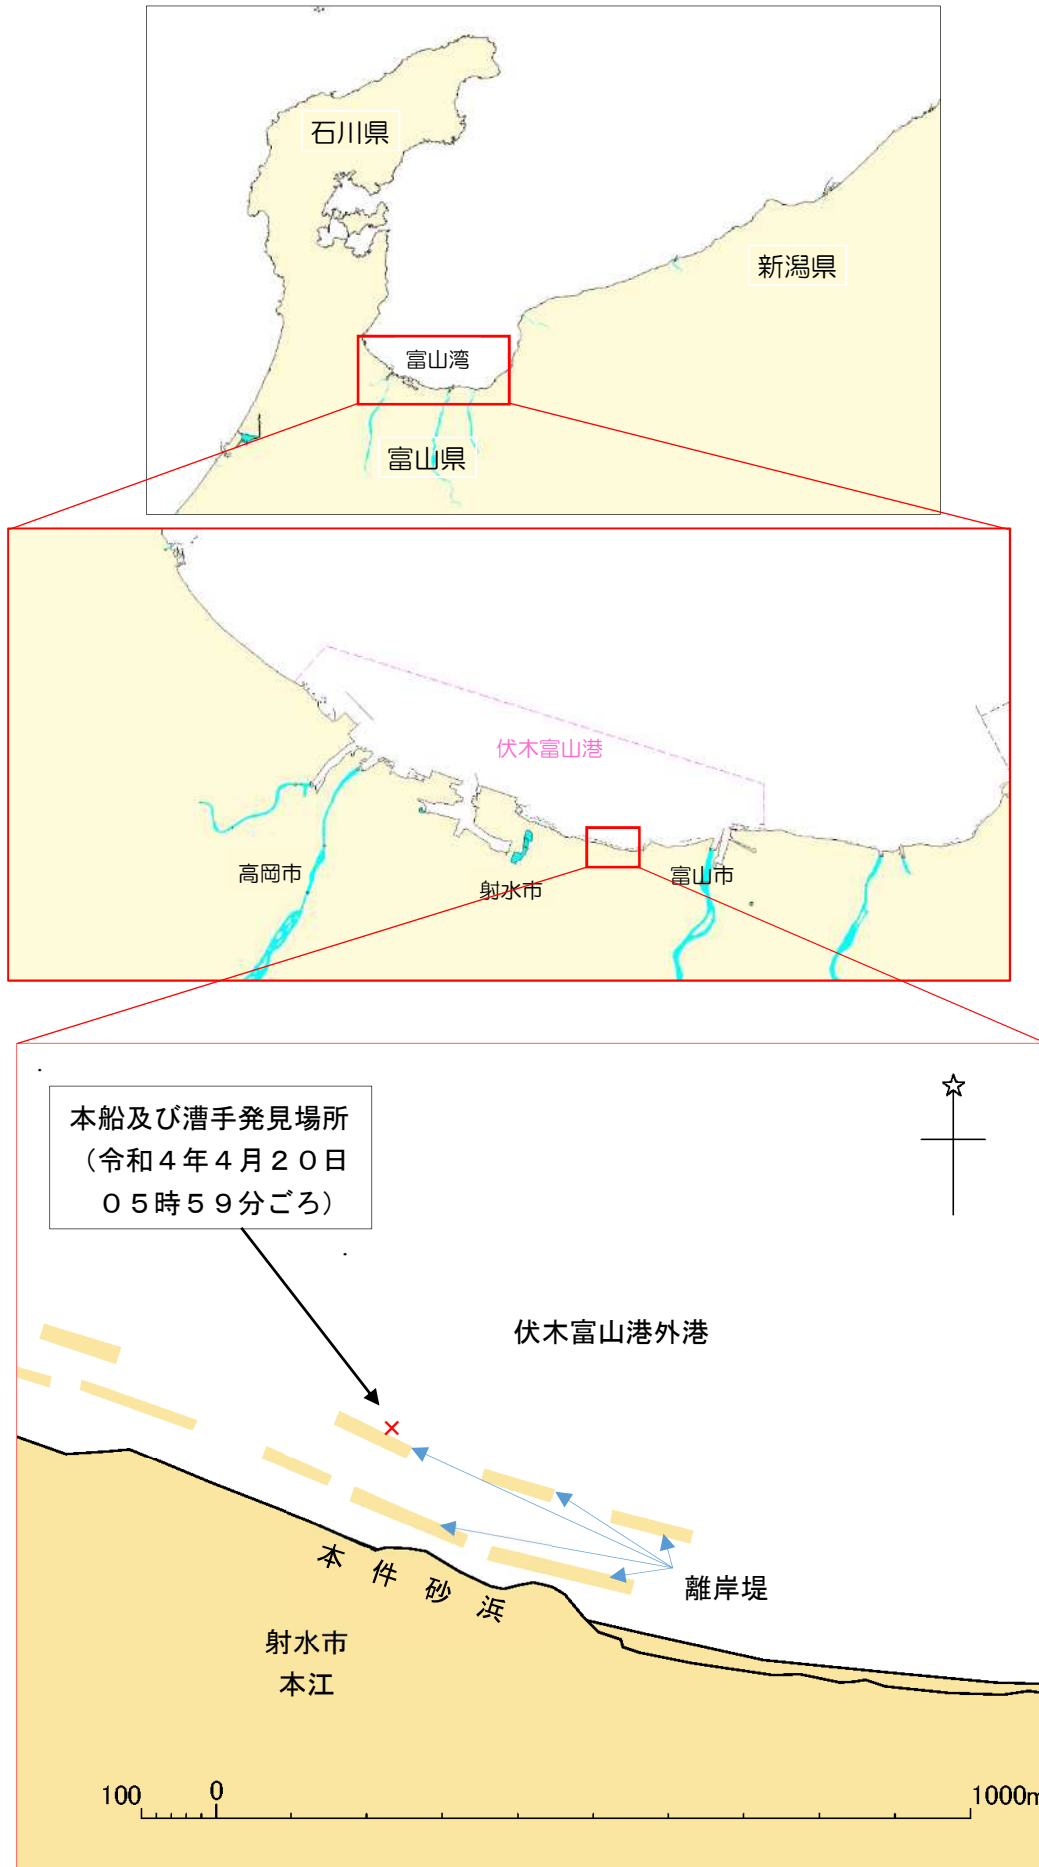 石川県
新潟県
富山湾
富山県
伏木富山港
高岡市
射水市
富山市
本船及び漕手発見場所
（令和４年４月２０日
０５時５９分ごろ）
伏木富山港外港
離岸堤
本件砂浜
射水市
本江
100 0 1000m